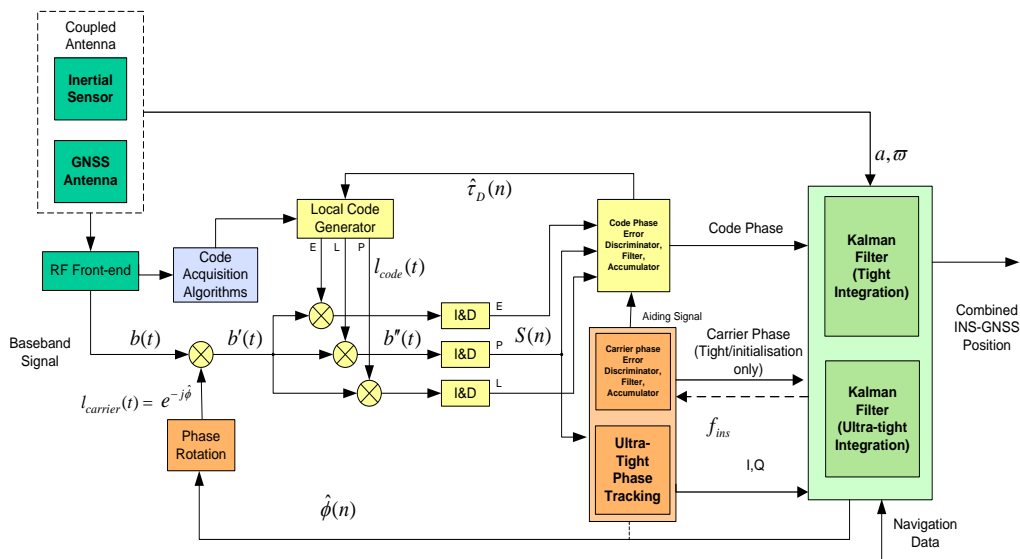 Coupled
Antenna
Inertial
Sensor
GNSS
Antenna
RF Front-end
Code
Acquisition
Algorithms
Local Code
Generator
E L P
l_code(t)
τ̂_D(n)
Code Phase
Error
Discriminator,
Filter,
Accumulator
Code Phase
a, ϖ
Kalman
Filter
(Tight
Integration)
Combined
INS-GNSS
Position
Baseband
Signal
b(t)
b′(t)
b″(t)
I&D
E
I&D
P
I&D
L
S(n)
Aiding Signal
Carrier phase
Error
Discriminator,
Filter,
Accumulator
Carrier Phase
(Tight/initialisation
only)
f_ins
Kalman
Filter
(Ultra-tight
Integration)
Ultra-
Tight
Phase
Tracking
I,Q
l_carrier(t) = e^{-jφ̂}
Phase
Rotation
φ̂(n)
Navigation
Data